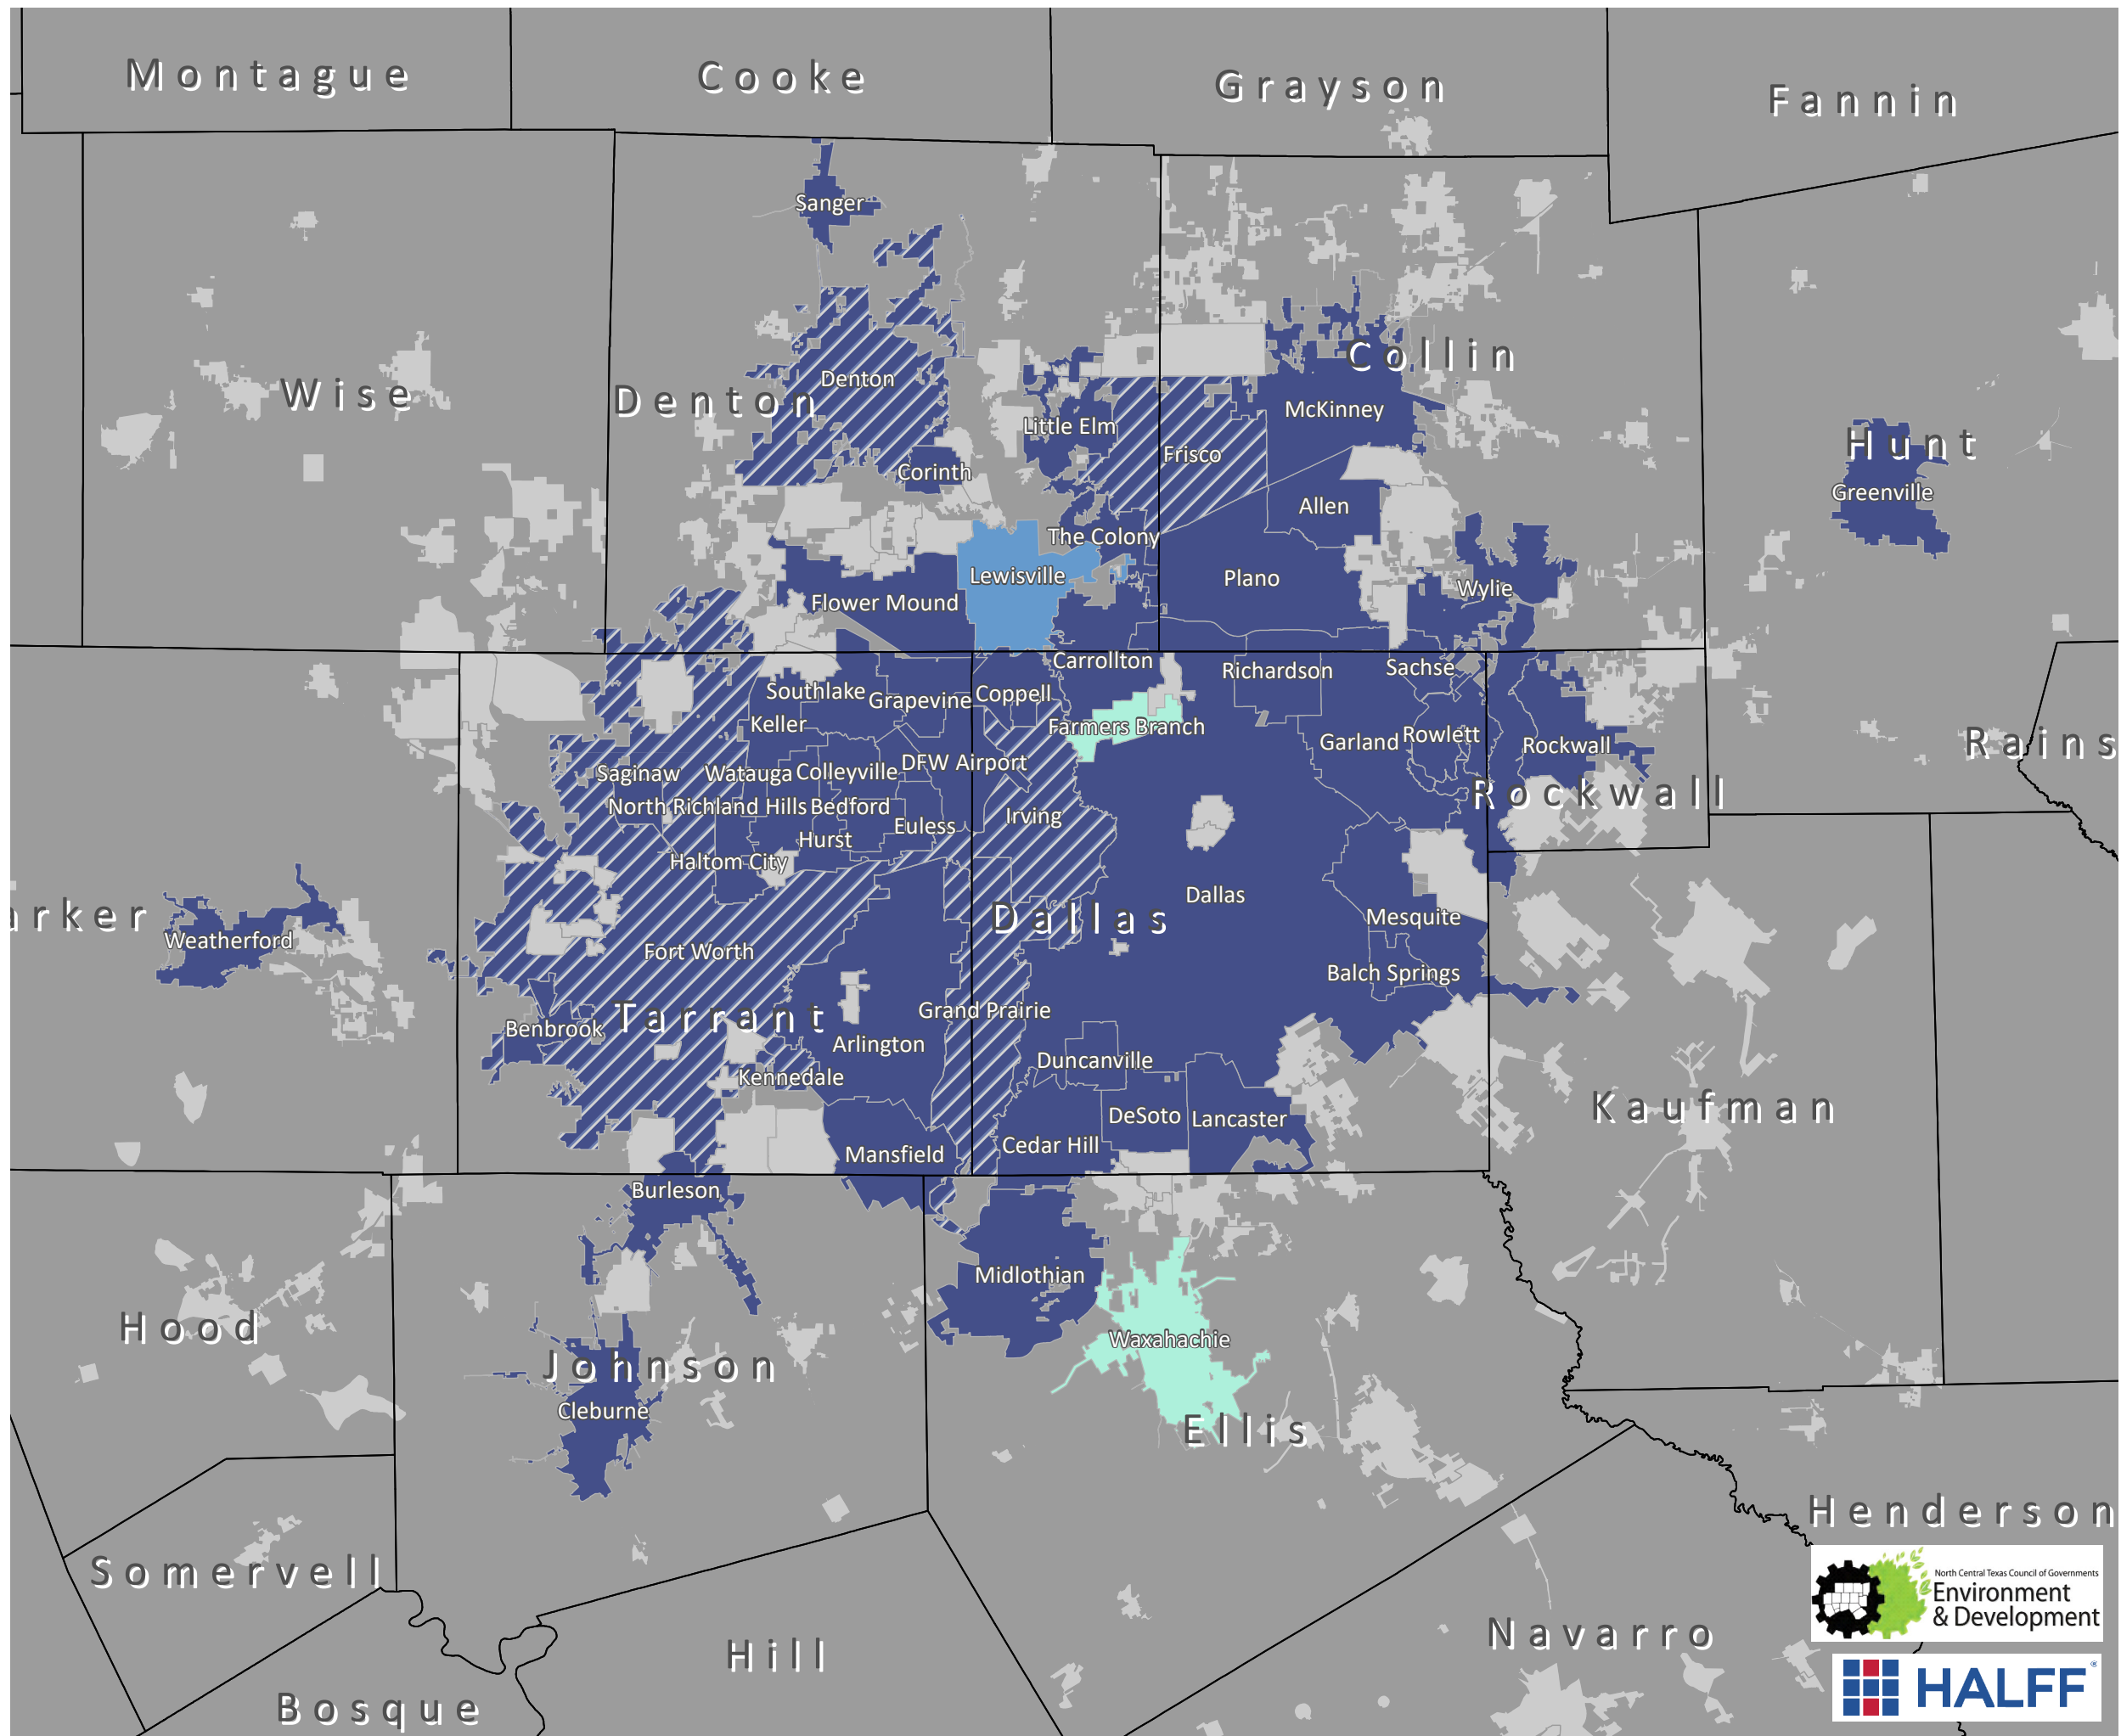 Montague
Cooke
Grayson
Fannin
Sanger
Collin
Denton
Wise
Denton
McKinney
Little Elm
Hunt
Frisco
Corinth
Greenville
Allen
The Colony
Lewisville
Plano
Wylie
Flower Mound
Carrollton
Richardson
Sachse
Southlake
Grapevine
Coppell
Keller
Farmers Branch
Garland
Rowlett
Rockwall
Rains
DFW Airport
Saginaw
Watauga
Colleyville
Rockwall
North Richland Hills
Bedford
Irving
Euless
Hurst
Haltom City
Dallas
arker
Dallas
Mesquite
Weatherford
Fort Worth
Balch Springs
Grand Prairie
Tarrant
Benbrook
Arlington
Duncanville
Kennedale
Kaufman
DeSoto
Lancaster
Cedar Hill
Mansfield
Burleson
Midlothian
Hood
Waxahachie
Johnson
Cleburne
Ellis
Henderson
Somervell
North Central Texas Council of Governments
Environment
& Development
Navarro
Hill
HALFF
Bosque